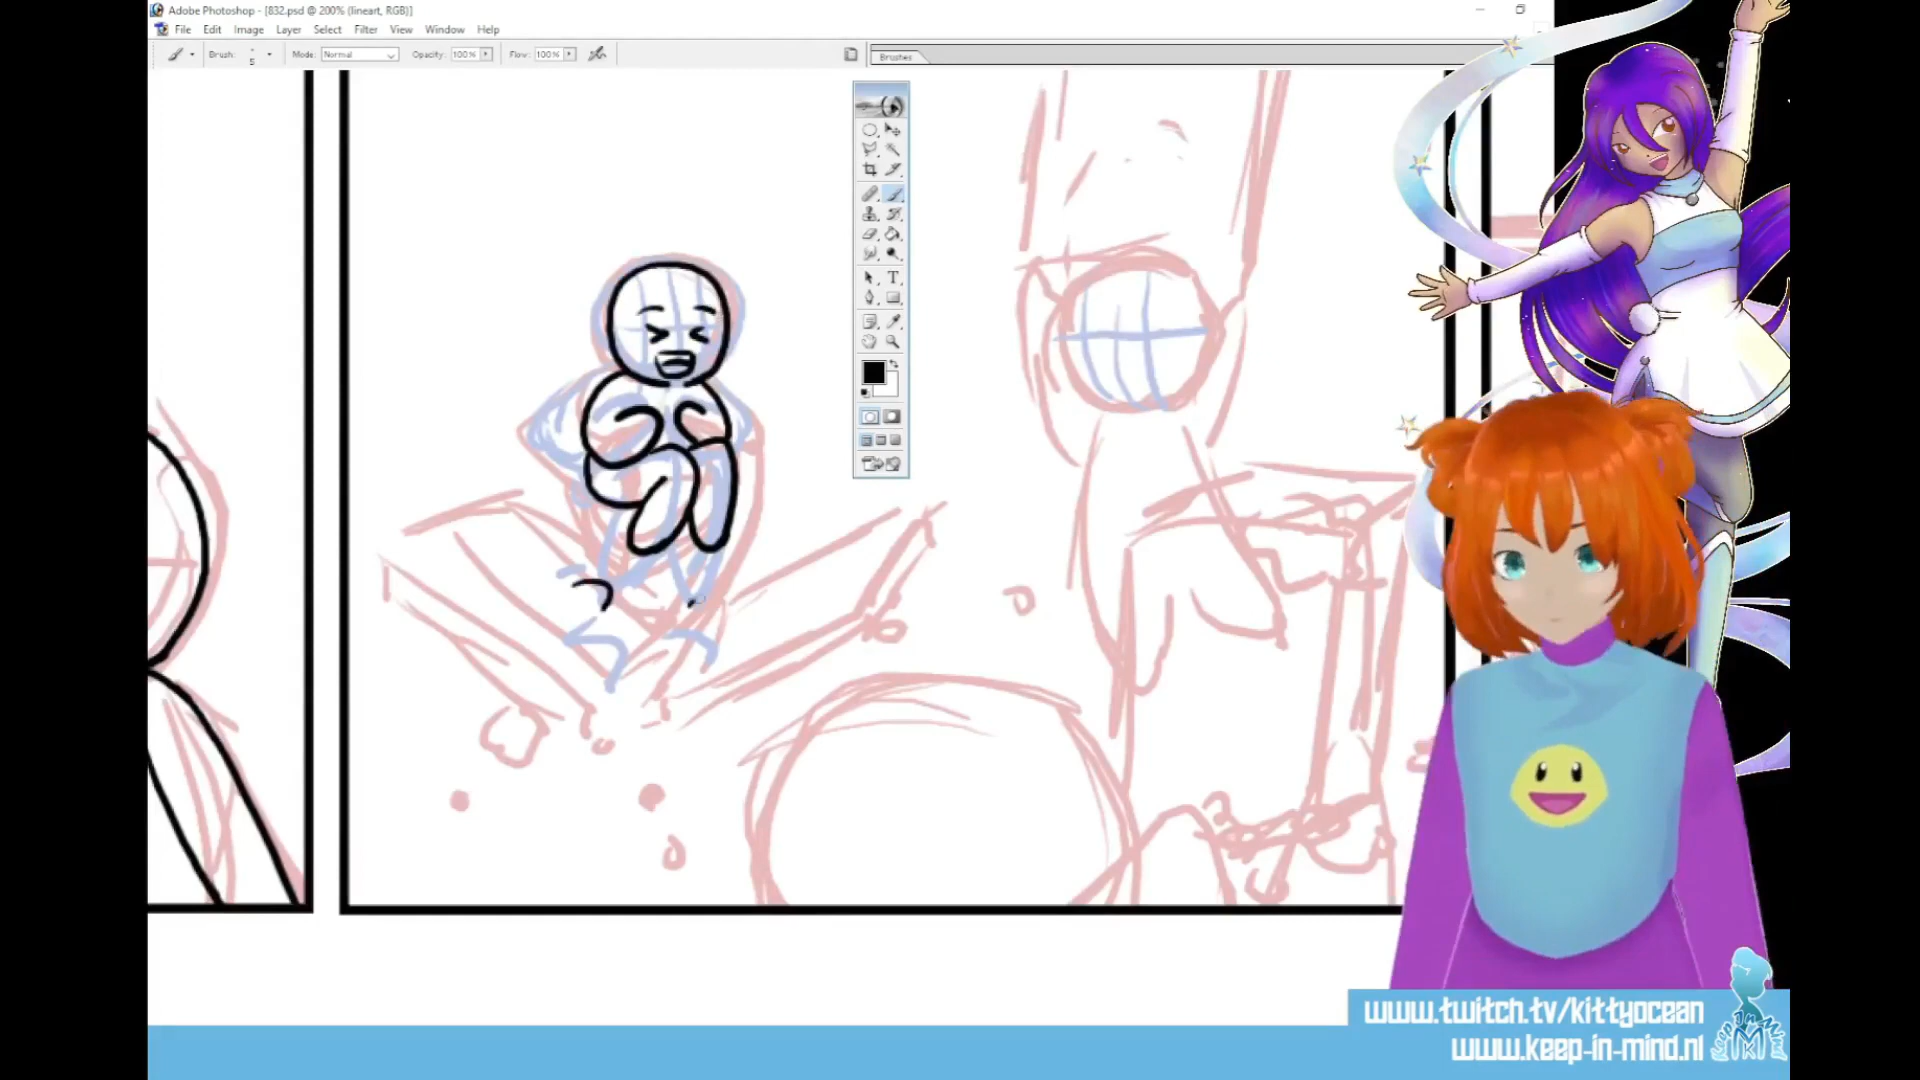 Adobe Photoshop - [832.psd @ 200% (lineart, RGB)]
File Edit Image Layer Select Filter View Window Help
Brush: 5 Mode: Normal Opacity: 100% Flow: 100%
Brushes
www.twitch.tv/kittyocean
www.keep-in-mind.nl